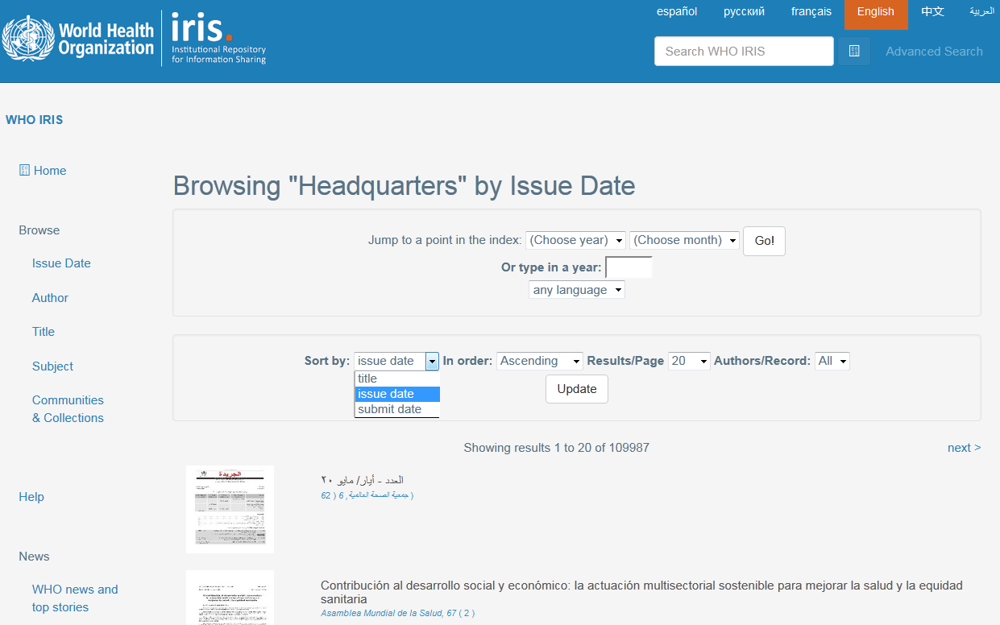 español русский français English 中文 العربية
World Health
Organization
iris.
Institutional Repository
for Information Sharing
Search WHO IRIS
Advanced Search
WHO IRIS
Home
Browse
Issue Date
Author
Title
Subject
Communities
& Collections
Help
News
WHO news and
top stories
Browsing "Headquarters" by Issue Date
Jump to a point in the index: (Choose year) (Choose month) Go!
Or type in a year:
any language
Sort by: issue date In order: Ascending Results/Page 20 Authors/Record: All
title
issue date
submit date
Update
Showing results 1 to 20 of 109987
next >
الجريدة
العدد - أيار/ مايو ٢٠
( جمعية الصحة العالمية, 6 ( 62
Contribución al desarrollo social y económico: la actuación multisectorial sostenible para mejorar la salud y la equidad
sanitaria
Asamblea Mundial de la Salud, 67 ( 2 )